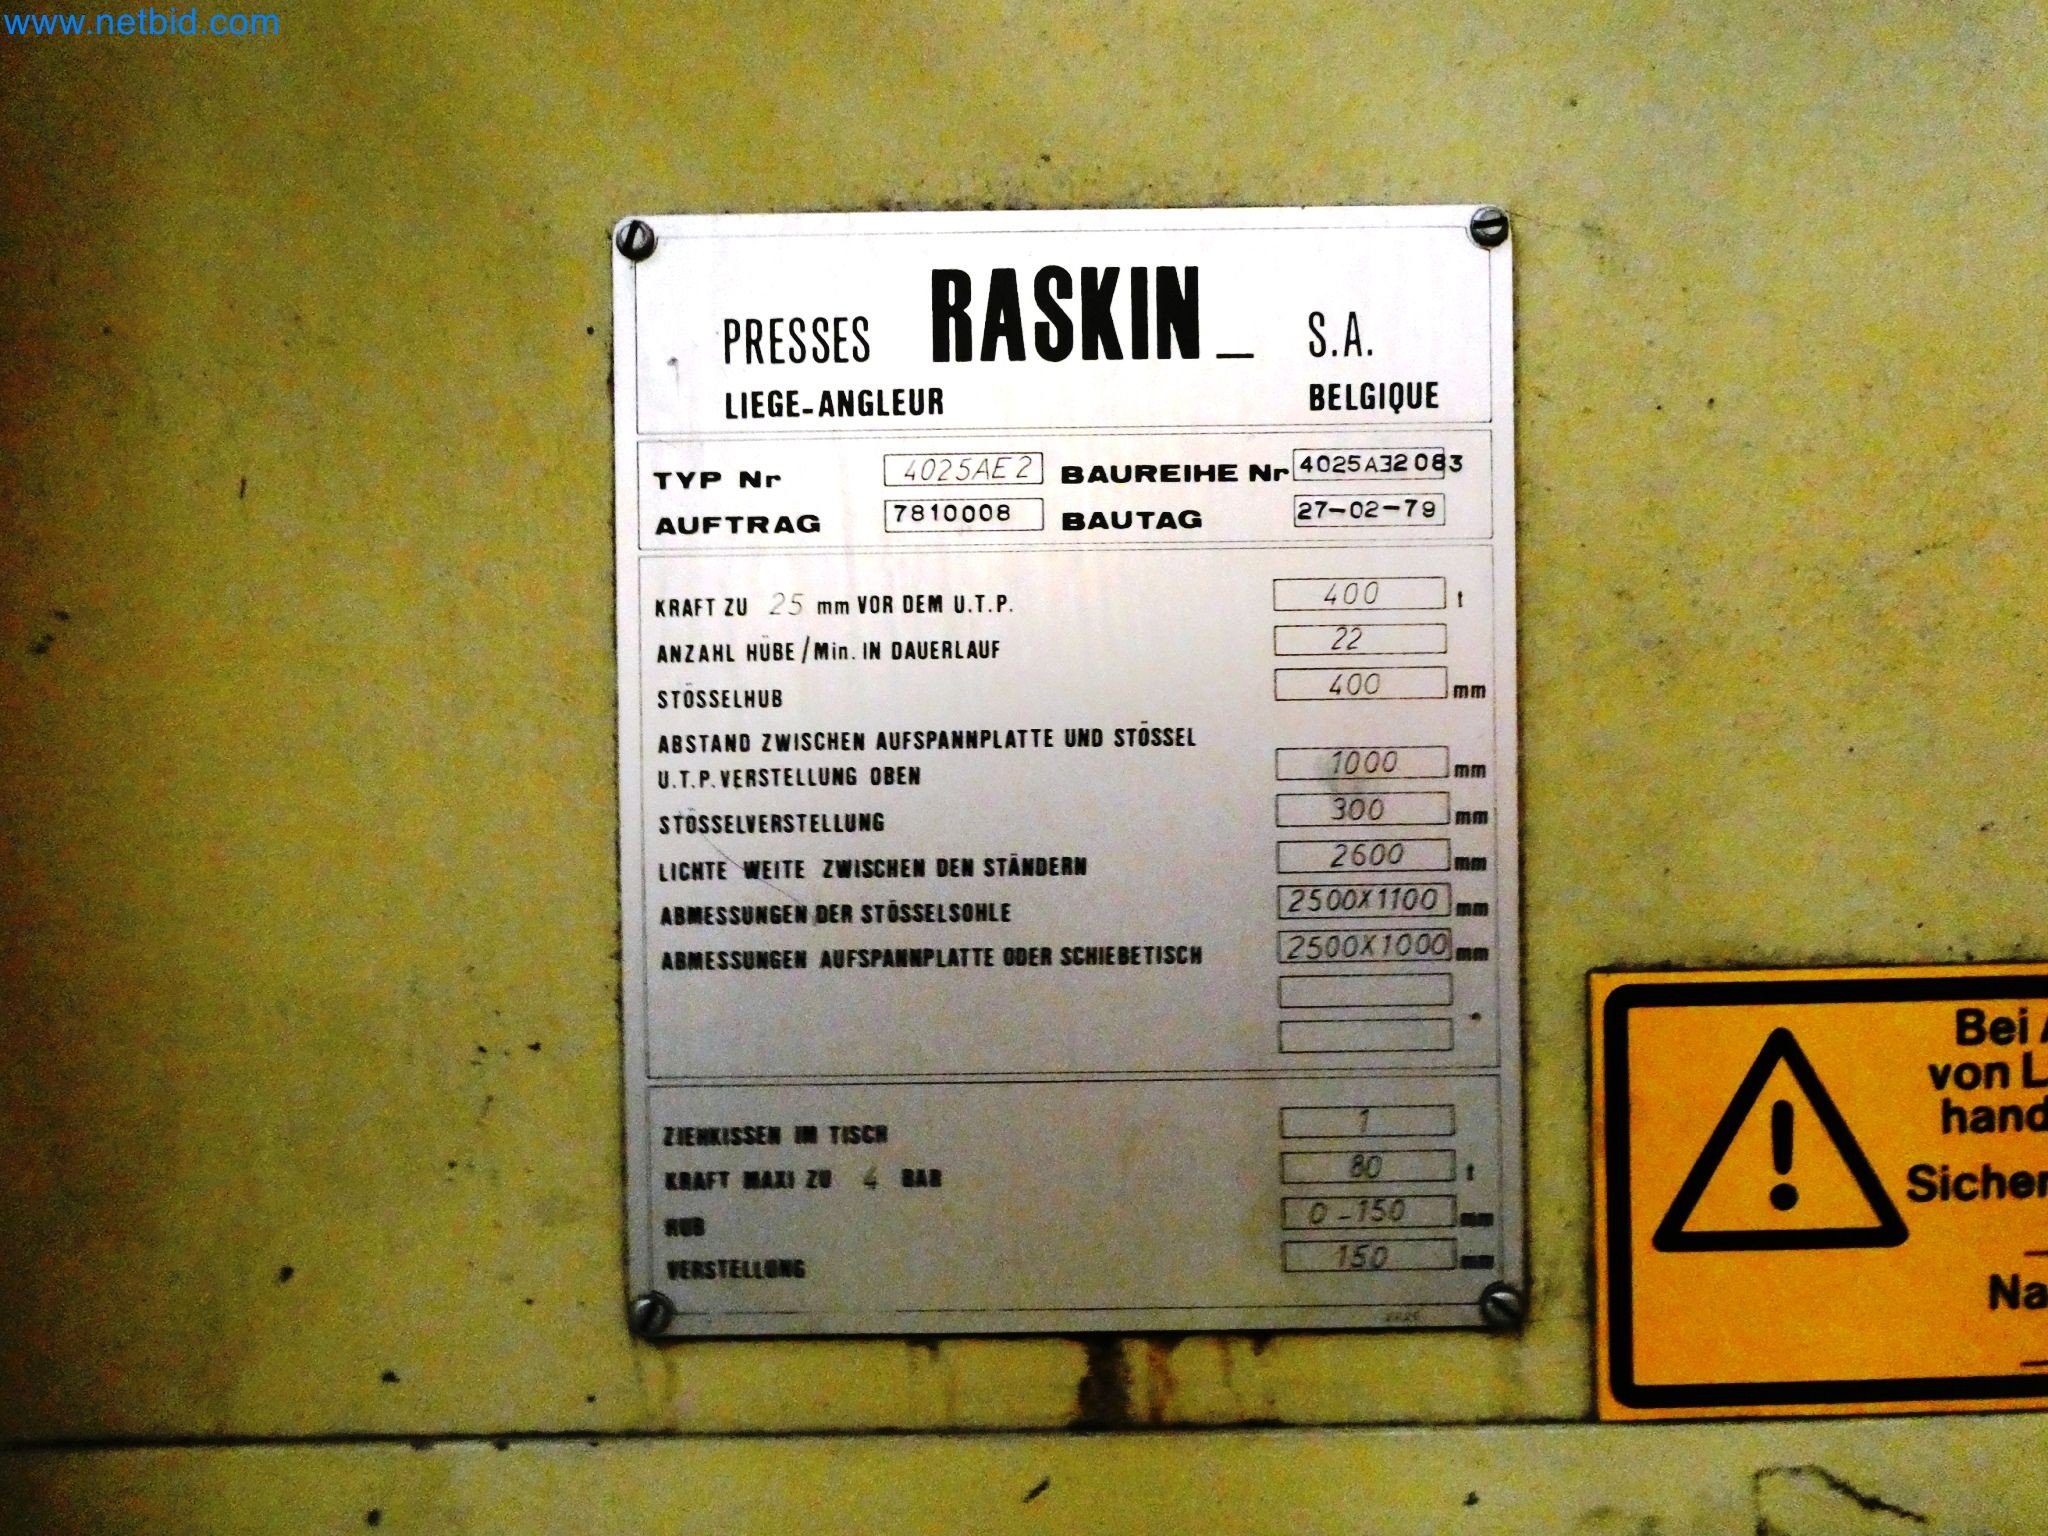 www.netbid.com
PRESSES RASKIN_ S.A.
LIEGE-ANGLEUR BELGIQUE
TYP Nr 4025AE2 BAUREIHE Nr 4025AE2083
AUFTRAG 7810008 BAUTAG 27-02-79
KRAFT ZU 25 mm VOR DEM U.T.P. 400 t
ANZAHL HÜBE/Min. IN DAUERLAUF 22
STÖSSELHUB 400 mm
ABSTAND ZWISCHEN AUFSPANNPLATTE UND STÖSSEL
U.T.P. VERSTELLUNG OBEN 1000 mm
STÖSSELVERSTELLUNG 300 mm
LICHTE WEITE ZWISCHEN DEN STÄNDERN 2600 mm
ABMESSUNGEN DER STÖSSELSOHLE 2500X1100 mm
ABMESSUNGEN AUFSPANNPLATTE ODER SCHIEBETISCH 2500X1000 mm
ZIEHKISSEN IM TISCH 1
KRAFT MAXI ZU 4 BAR 80 t
HUB 0-150 mm
VERSTELLUNG 150 mm
Bei
von L
hand
Sicher
Na